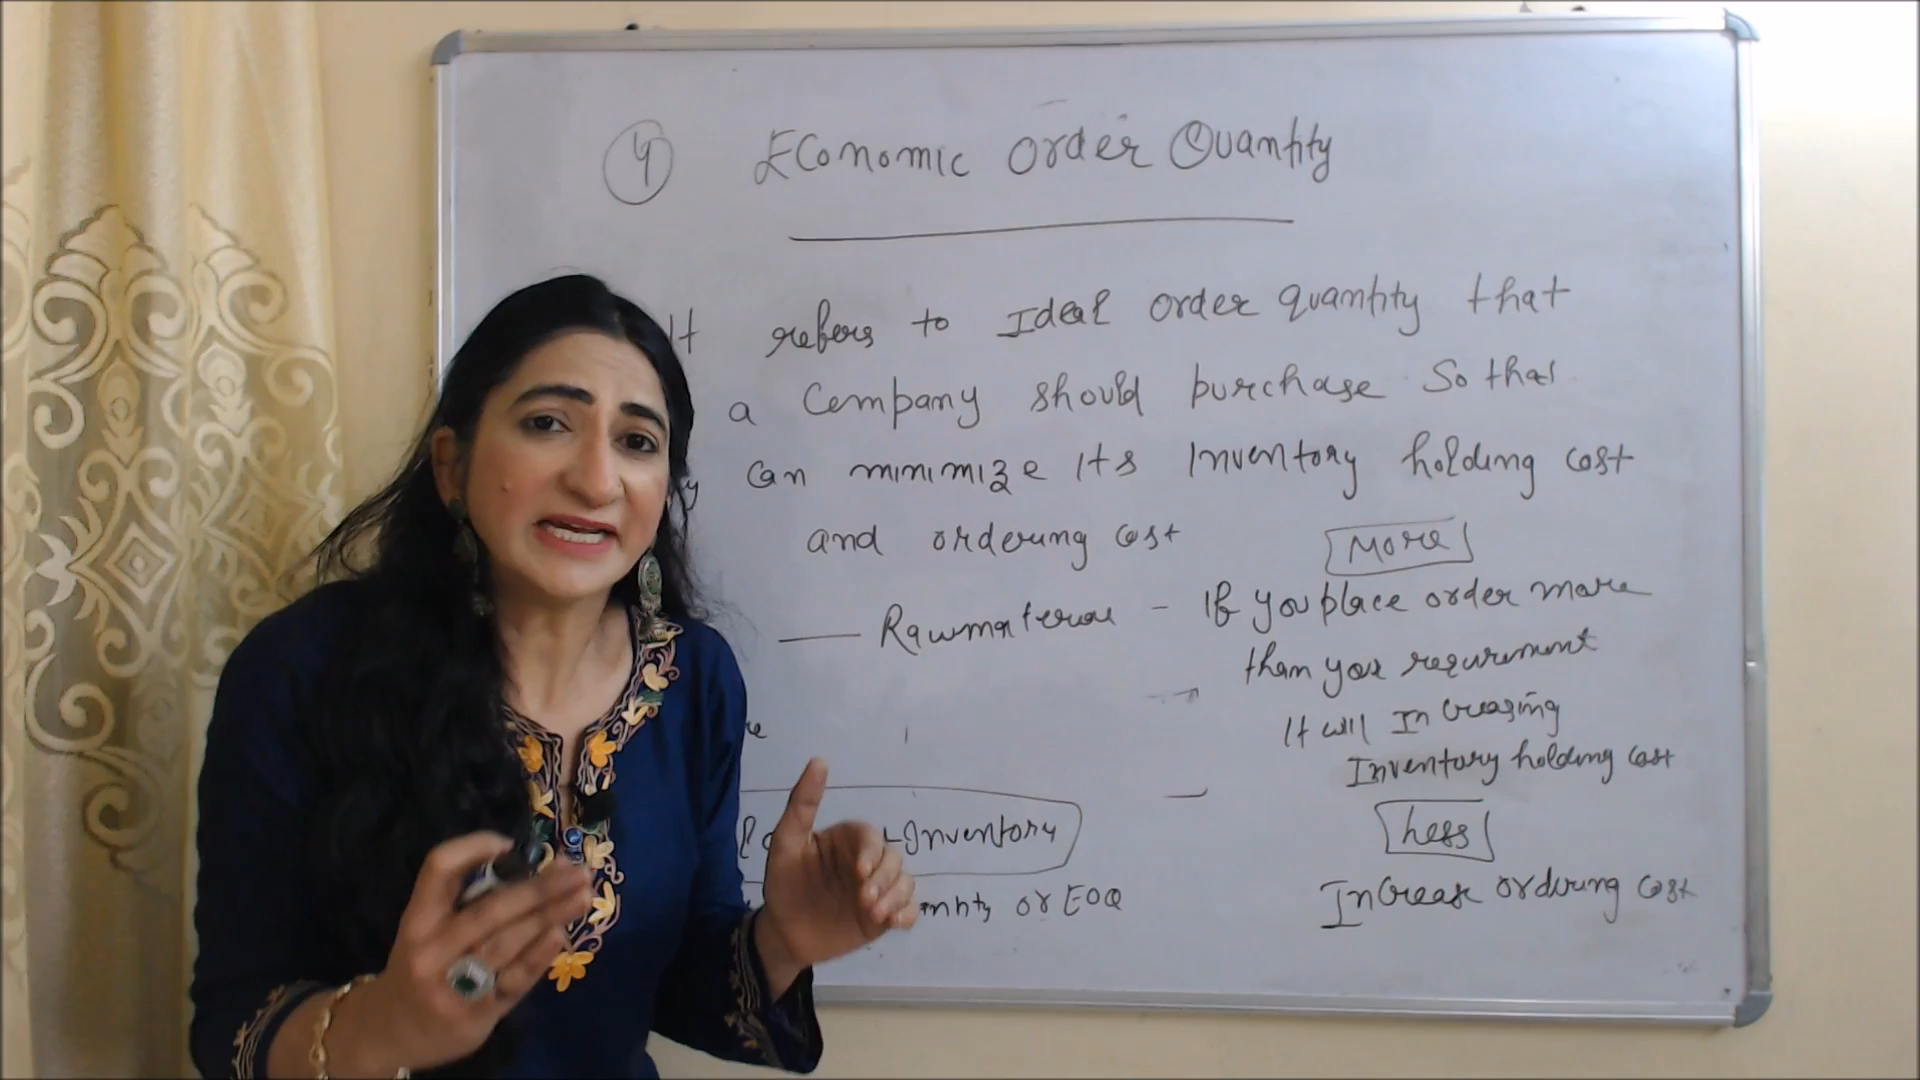 4 Economic Order Quantity
It refers to Ideal order quantity that
a Company should purchase so that
can minimize its Inventory holding cost
and ordering cost
More
Rawmaterial - If you place order more
than your requirement
It will Increasing
Inventory holding cost
Inventory
Less
or EOQ
Increase ordering cost